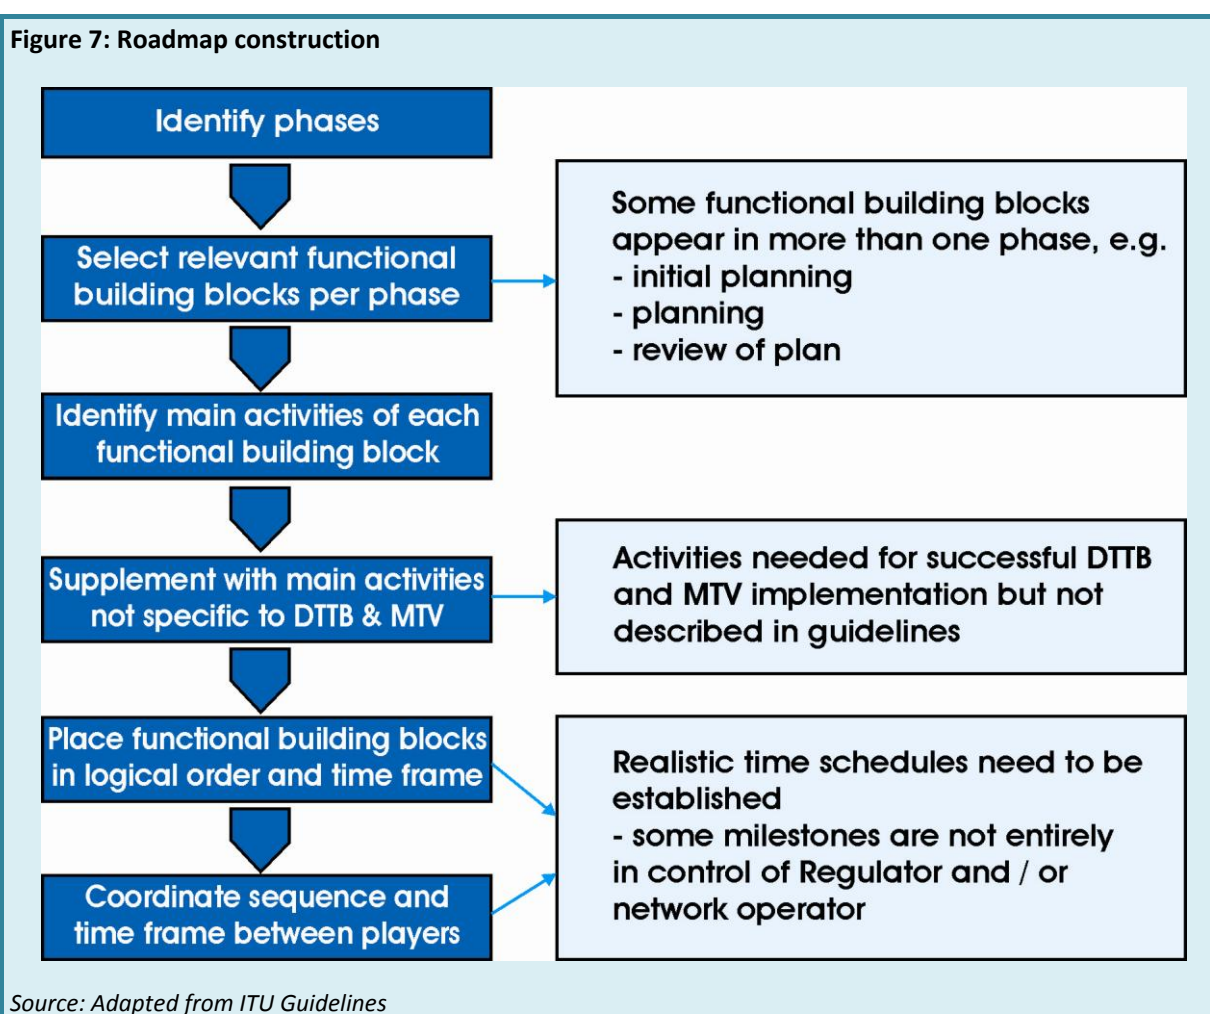 Figure 7: Roadmap construction
Identify phases
Select relevant functional
building blocks per phase
Some functional building blocks
appear in more than one phase, e.g.
- initial planning
- planning
- review of plan
Identify main activities of each
functional building block
Supplement with main activities
not specific to DTTB & MTV
Activities needed for successful DTTB
and MTV implementation but not
described in guidelines
Place functional building blocks
in logical order and time frame
Realistic time schedules need to be
established
- some milestones are not entirely
in control of Regulator and / or
network operator
Coordinate sequence and
time frame between players
Source: Adapted from ITU Guidelines